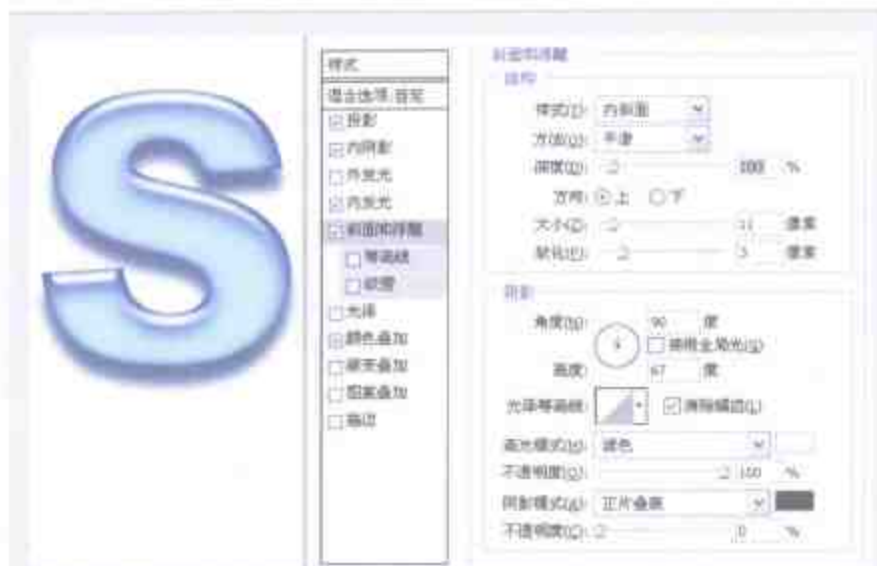 S
样式
混合选项:自定
投影
内阴影
外发光
内发光
斜面和浮雕
等高线
纹理
光泽
颜色叠加
渐变叠加
图案叠加
描边
斜面和浮雕
结构
样式(T): 内斜面
方法(Q): 平滑
深度(D): 100 %
方向: 上 下
大小(Z): 11 像素
软化(F): 5 像素
阴影
角度(N): 90 度
使用全局光(G)
高度: 67 度
光泽等高线: 消除锯齿(L)
高光模式(H): 滤色
不透明度(O): 100 %
阴影模式(A): 正片叠底
不透明度(C): 0 %